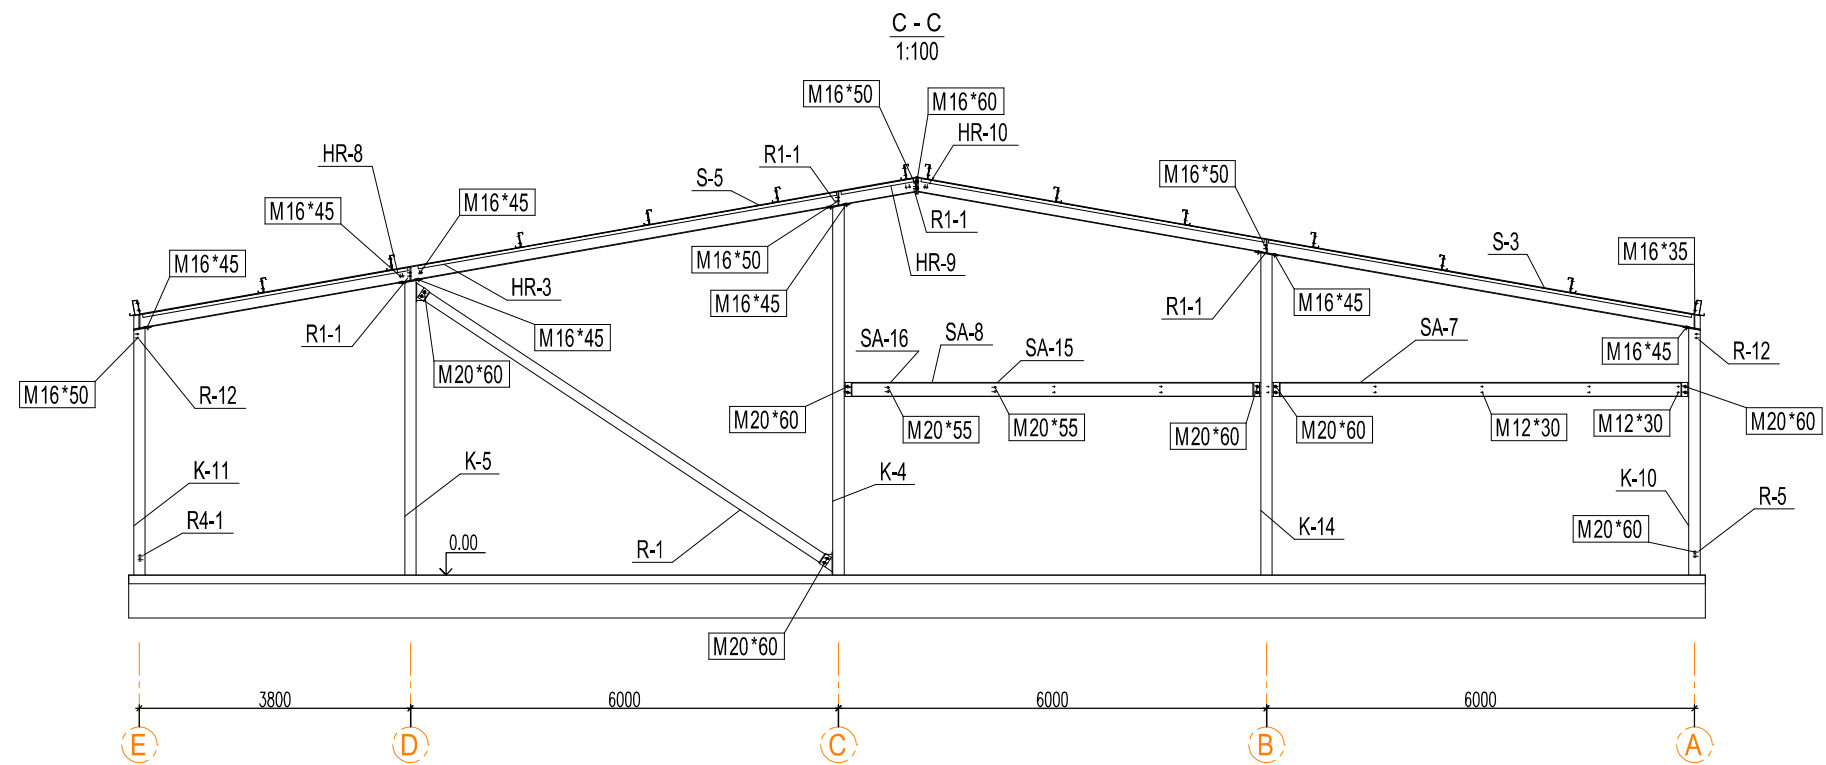 C - C
1:100
M16*50
M16*60
HR-10
HR-8
R1-1
S-5
M16*50
M16*45
M16*45
R1-1
S-3
M16*35
M16*45
M16*50
HR-9
HR-3
M16*45
R1-1
M16*45
R1-1
M16*45
SA-16
SA-8
SA-15
SA-7
M16*45
R-12
M20*60
M16*50
R-12
M20*60
M20*55
M20*55
M20*60
M20*60
M12*30
M12*30
M20*60
K-11
K-5
K-4
K-10
R-5
R4-1
0.00
R-1
K-14
M20*60
M20*60
3800
6000
6000
6000
E
D
C
B
A